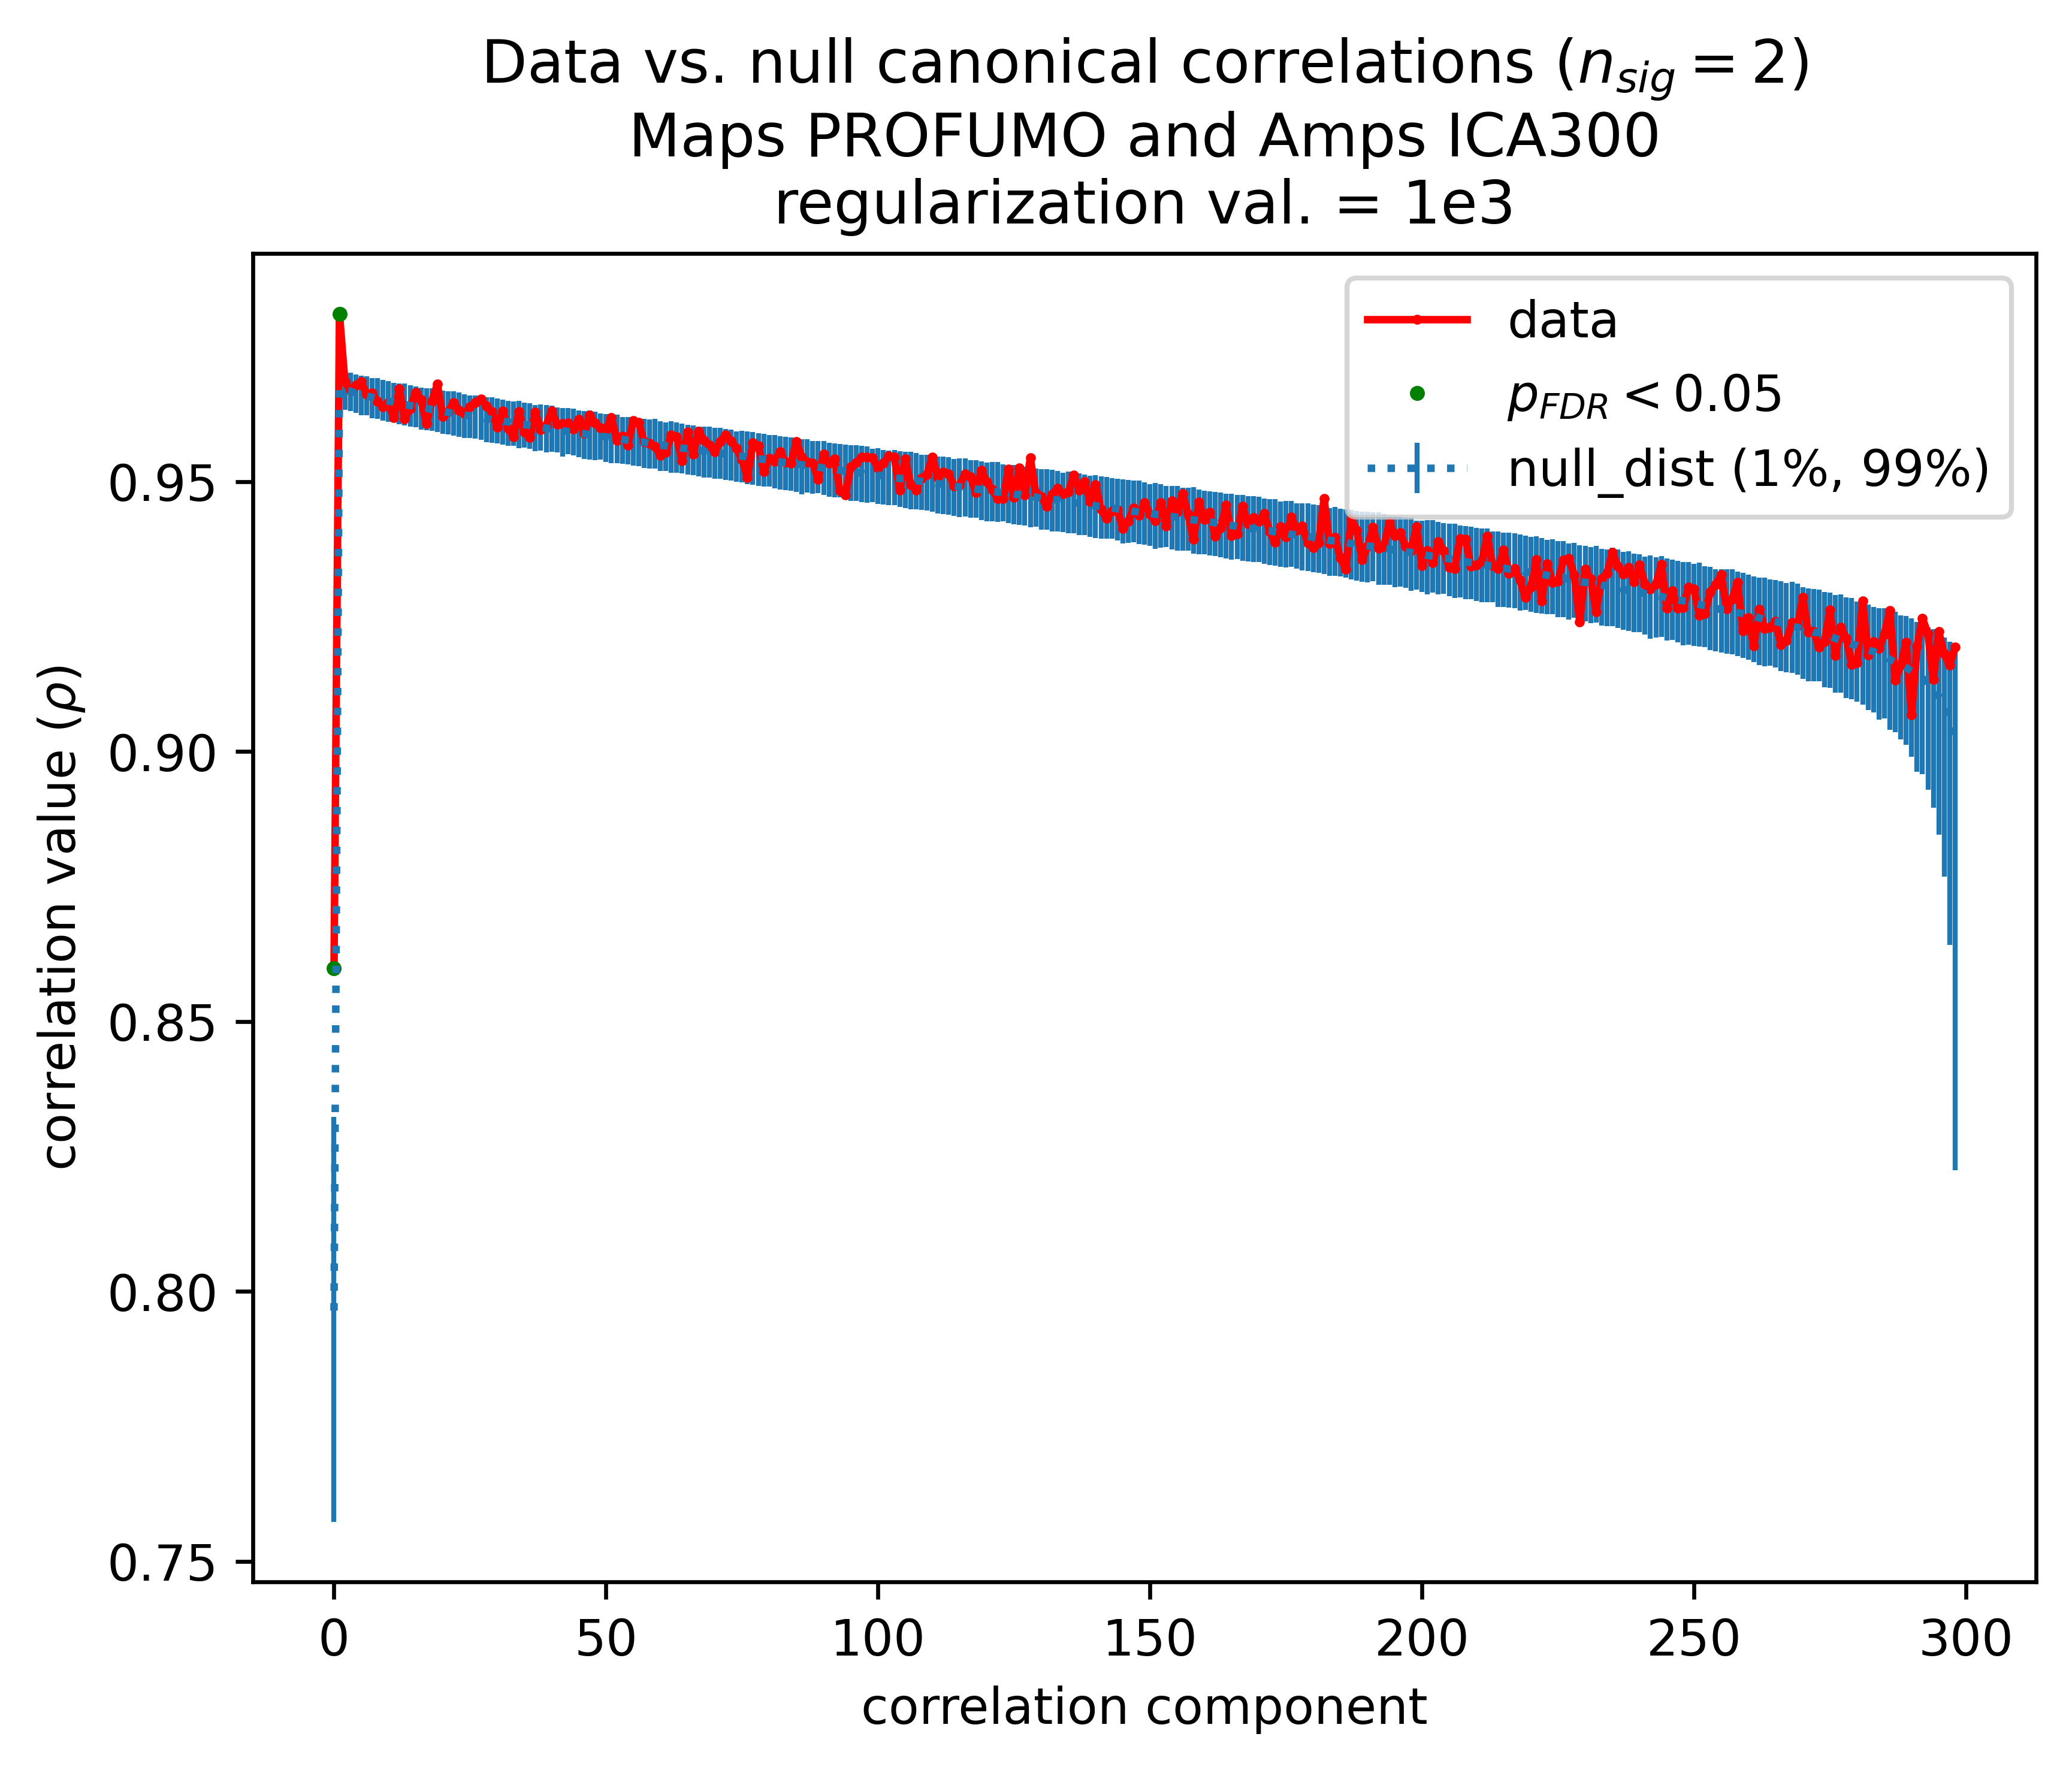 Data vs. null canonical correlations (n_sig = 2)
Maps PROFUMO and Amps ICA300
regularization val. = 1e3
data
p_FDR < 0.05
null_dist (1%, 99%)
correlation value (ρ)
0.95
0.90
0.85
0.80
0.75
0 50 100 150 200 250 300
correlation component